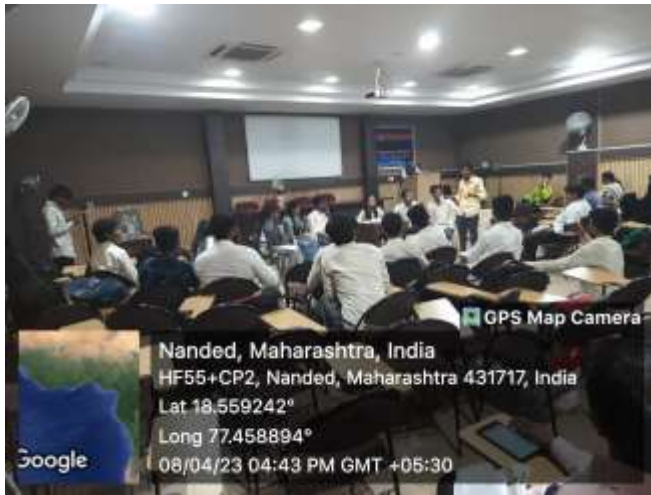 GPS Map Camera
Nanded, Maharashtra, India
HF55+CP2, Nanded, Maharashtra 431717, India
Lat 18.559242°
Long 77.458894°
08/04/23 04:43 PM GMT +05:30
Google